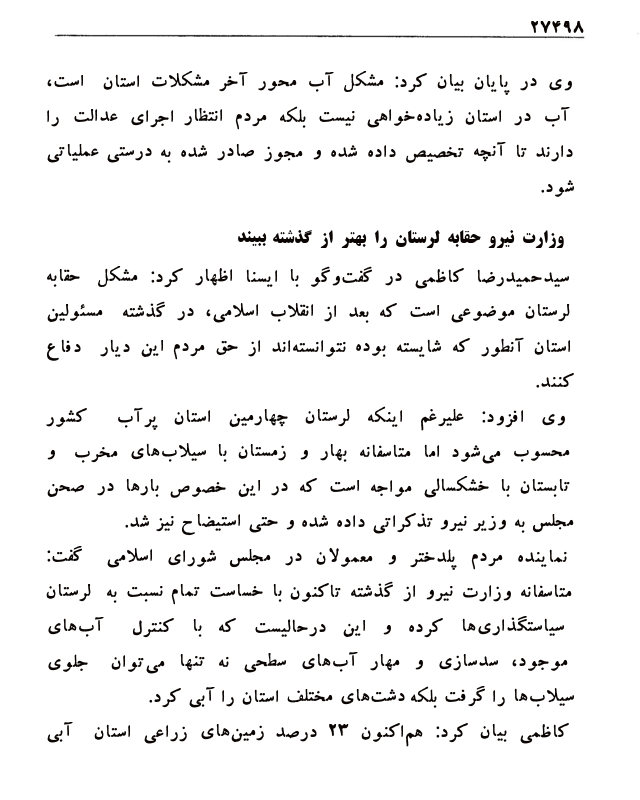 ۲۷۴۹۸
وی در پایان بیان کرد: مشکل آب محور آخر مشکلات استان است،
آب در استان زیاده‌خواهی نیست بلکه مردم انتظار اجرای عدالت را
دارند تا آنچه تخصیص داده شده و مجوز صادر شده به درستی عملیاتی
شود.
وزارت نیرو حقابه لرستان را بهتر از گذشته ببیند
سیدحمیدرضا کاظمی در گفت‌وگو با ایسنا اظهار کرد: مشکل حقابه
لرستان موضوعی است که بعد از انقلاب اسلامی، در گذشته مسئولین
استان آنطور که شایسته بوده نتوانسته‌اند از حق مردم این دیار دفاع
کنند.
وی افزود: علیرغم اینکه لرستان چهارمین استان پرآب کشور
محسوب می‌شود اما متاسفانه بهار و زمستان با سیلاب‌های مخرب و
تابستان با خشکسالی مواجه است که در این خصوص بارها در صحن
مجلس به وزیر نیرو تذکراتی داده شده و حتی استیضاح نیز شد.
نماینده مردم پلدختر و معمولان در مجلس شورای اسلامی گفت:
متاسفانه وزارت نیرو از گذشته تاکنون با خساست تمام نسبت به لرستان
سیاستگذاری‌ها کرده و این درحالیست که با کنترل آب‌های
موجود، سدسازی و مهار آب‌های سطحی نه تنها می‌توان جلوی
سیلاب‌ها را گرفت بلکه دشت‌های مختلف استان را آبی کرد.
کاظمی بیان کرد: هم‌اکنون ۲۳ درصد زمین‌های زراعی استان آبی